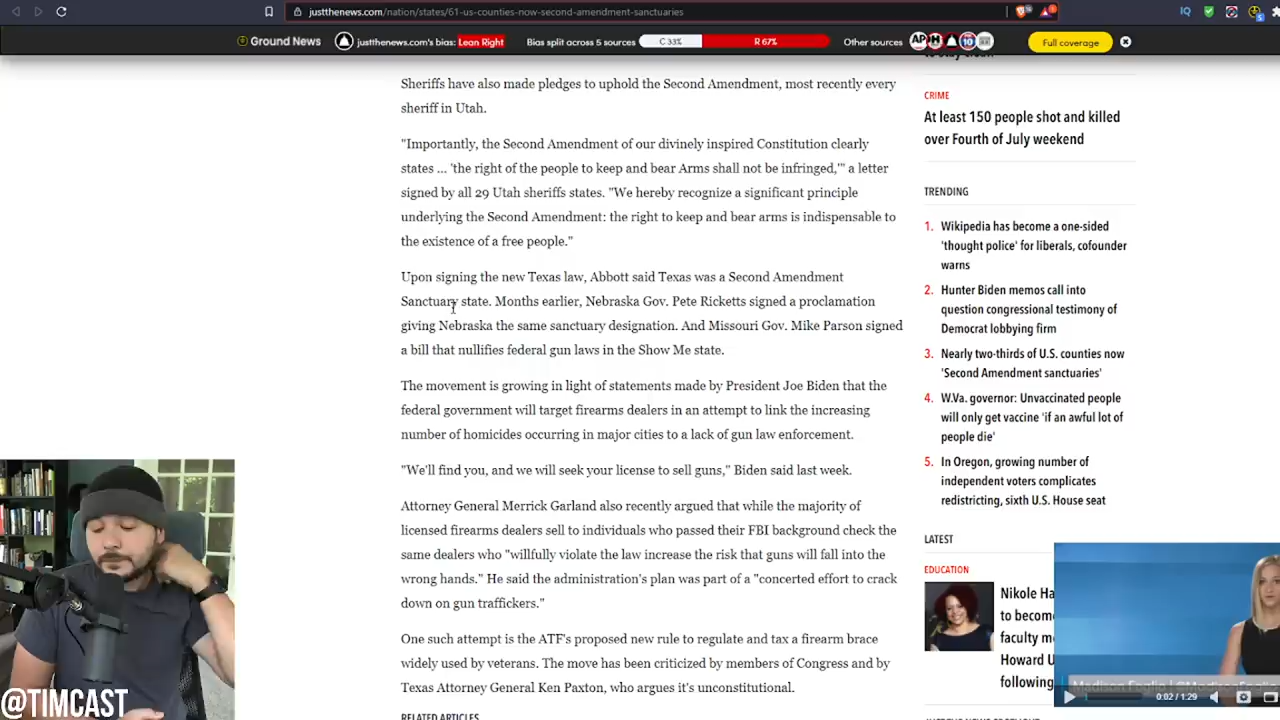 justthenews.com/nation/states/61-us-counties-now-second-amendment-sanctuaries
IQ
Ground News
justthenews.com's bias: Lean Right
Bias split across 5 sources
C 33%
R 67%
Other sources
AP
H
10
Full coverage
Sheriffs have also made pledges to uphold the Second Amendment, most recently every
sheriff in Utah.
"Importantly, the Second Amendment of our divinely inspired Constitution clearly
states ... 'the right of the people to keep and bear Arms shall not be infringed,'" a letter
signed by all 29 Utah sheriffs states. "We hereby recognize a significant principle
underlying the Second Amendment: the right to keep and bear arms is indispensable to
the existence of a free people."
Upon signing the new Texas law, Abbott said Texas was a Second Amendment
Sanctuary state. Months earlier, Nebraska Gov. Pete Ricketts signed a proclamation
giving Nebraska the same sanctuary designation. And Missouri Gov. Mike Parson signed
a bill that nullifies federal gun laws in the Show Me state.
The movement is growing in light of statements made by President Joe Biden that the
federal government will target firearms dealers in an attempt to link the increasing
number of homicides occurring in major cities to a lack of gun law enforcement.
"We'll find you, and we will seek your license to sell guns," Biden said last week.
Attorney General Merrick Garland also recently argued that while the majority of
licensed firearms dealers sell to individuals who passed their FBI background check the
same dealers who "willfully violate the law increase the risk that guns will fall into the
wrong hands." He said the administration's plan was part of a "concerted effort to crack
down on gun traffickers."
One such attempt is the ATF's proposed new rule to regulate and tax a firearm brace
widely used by veterans. The move has been criticized by members of Congress and by
Texas Attorney General Ken Paxton, who argues it's unconstitutional.
RELATED ARTICLES
to stay clean
CRIME
At least 150 people shot and killed
over Fourth of July weekend
TRENDING
1. Wikipedia has become a one-sided
'thought police' for liberals, cofounder
warns
2. Hunter Biden memos call into
question congressional testimony of
Democrat lobbying firm
3. Nearly two-thirds of U.S. counties now
'Second Amendment sanctuaries'
4. W.Va. governor: Unvaccinated people
will only get vaccine 'if an awful lot of
people die'
5. In Oregon, growing number of
independent voters complicates
redistricting, sixth U.S. House seat
LATEST
EDUCATION
Nikole Ha
to becom
faculty m
Howard U
following
0:02 / 1:29
@TIMCAST